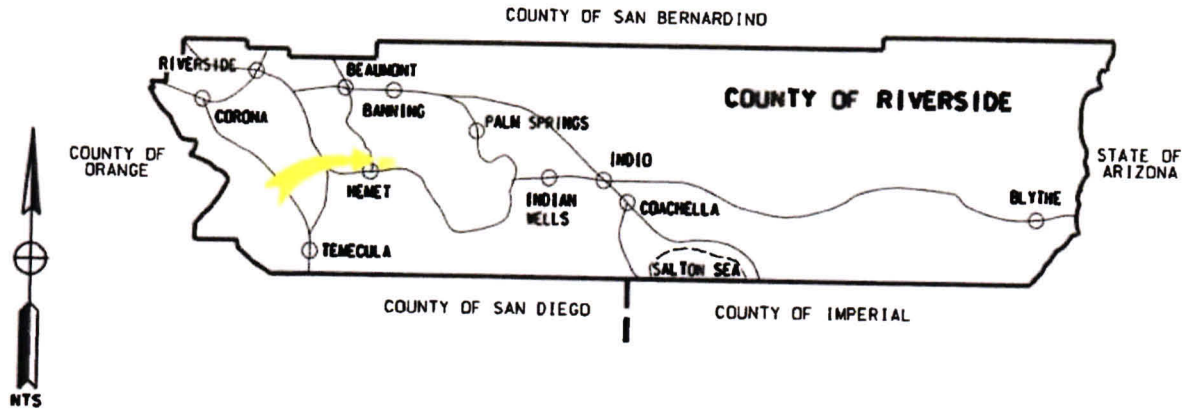 COUNTY OF SAN BERNARDINO
RIVERSIDE
BEAUMONT
BANNING
CORONA
COUNTY OF RIVERSIDE
PALM SPRINGS
COUNTY OF
ORANGE
STATE OF
ARIZONA
HEMET
INDIO
INDIAN
WELLS
COACHELLA
BLYTHE
TEMECULA
SALTON SEA
COUNTY OF SAN DIEGO
COUNTY OF IMPERIAL
NTS